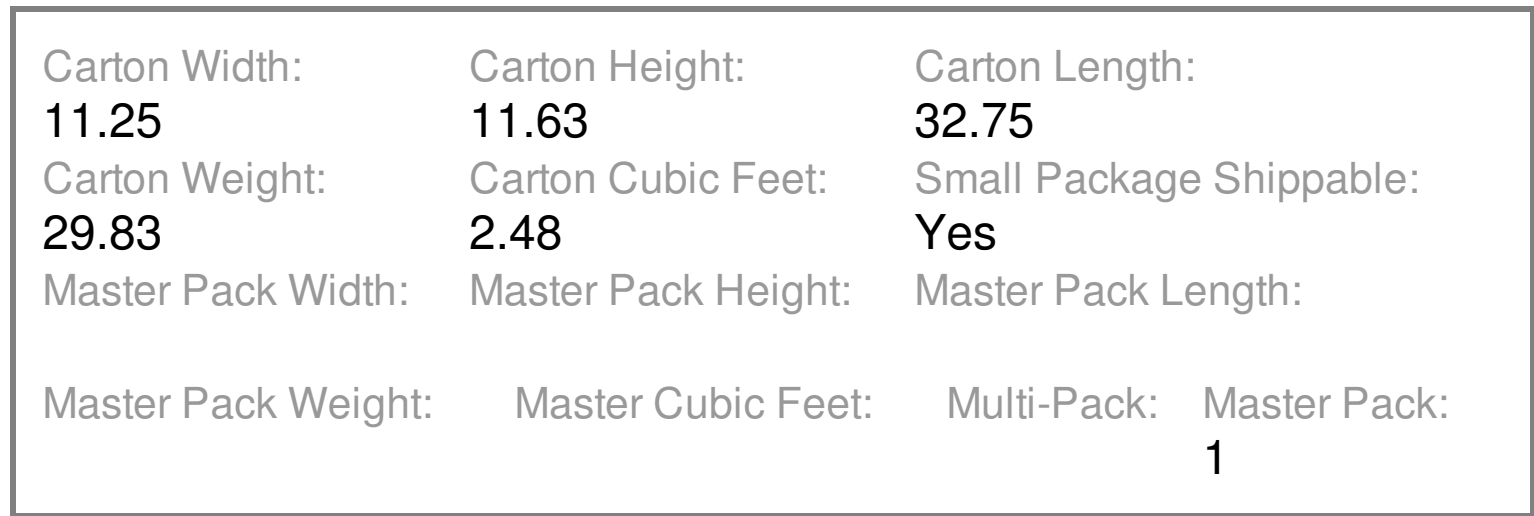 Carton Width: Carton Height: Carton Length:
11.25 11.63 32.75
Carton Weight: Carton Cubic Feet: Small Package Shippable:
29.83 2.48 Yes
Master Pack Width: Master Pack Height: Master Pack Length:
Master Pack Weight: Master Cubic Feet: Multi-Pack: Master Pack:
1